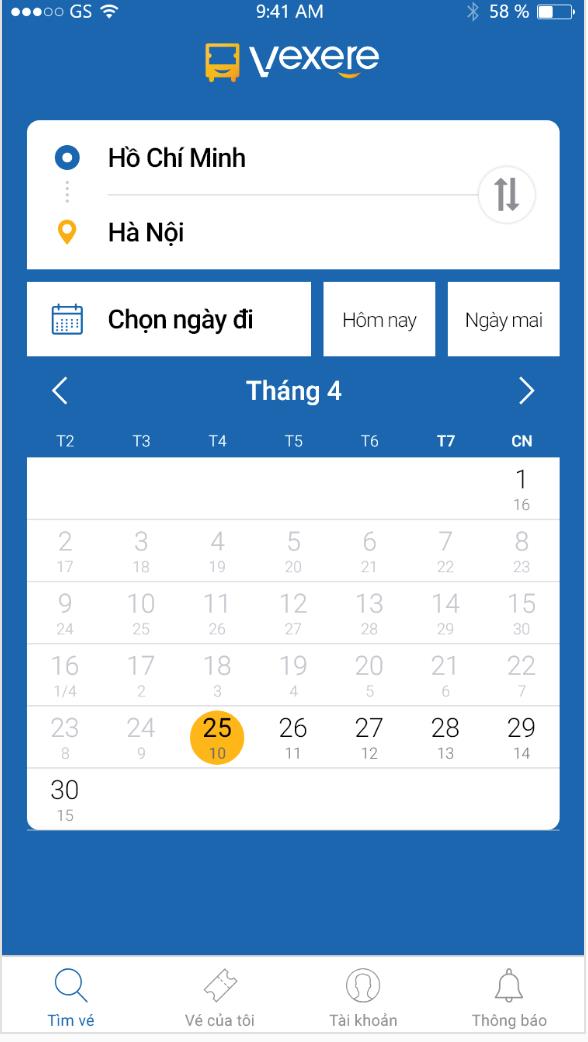 GS 9:41 AM 58 %
vexere
Hồ Chí Minh
Hà Nội
Chọn ngày đi Hôm nay Ngày mai
Tháng 4
T2 T3 T4 T5 T6 T7 CN
1
16
2 3 4 5 6 7 8
17 18 19 20 21 22 23
9 10 11 12 13 14 15
24 25 26 27 28 29 30
16 17 18 19 20 21 22
1/4 2 3 4 5 6 7
23 24 25 26 27 28 29
8 9 10 11 12 13 14
30
15
Tìm vé Vé của tôi Tài khoản Thông báo